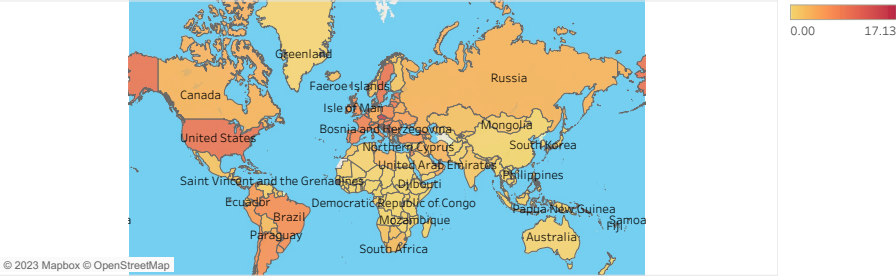 0.00 17.13
Greenland
Russia
Faeroe Islands
Canada
Isle of Man
Mongolia
Bosnia and Herzegovina
United States
South Korea
Northern Cyprus
United Arab Emirates
Philippines
Saint Vincent and the Grenadines
Djibouti
Ecuador
Democratic Republic of Congo
Papua New Guinea
Brazil
Mozambique
Samoa
Fiji
Paraguay
Australia
South Africa
© 2023 Mapbox © OpenStreetMap